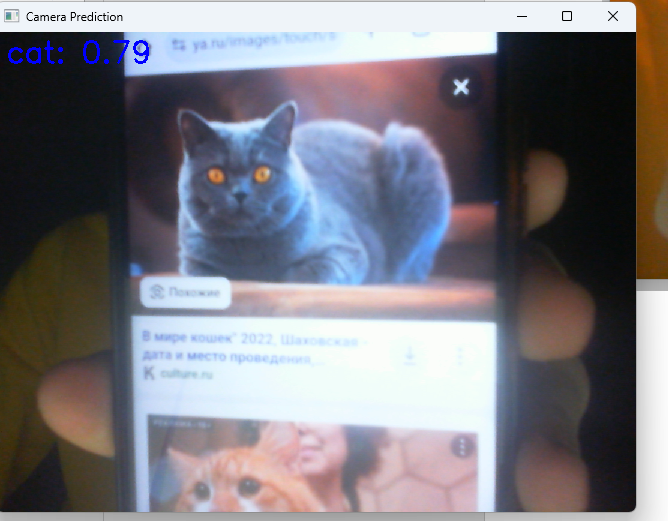 Camera Prediction
cat: 0.79
ya.ru/images/touch/s
Похожие
В мире кошек" 2022, Шаховская -
дата и место проведения,...
K culture.ru